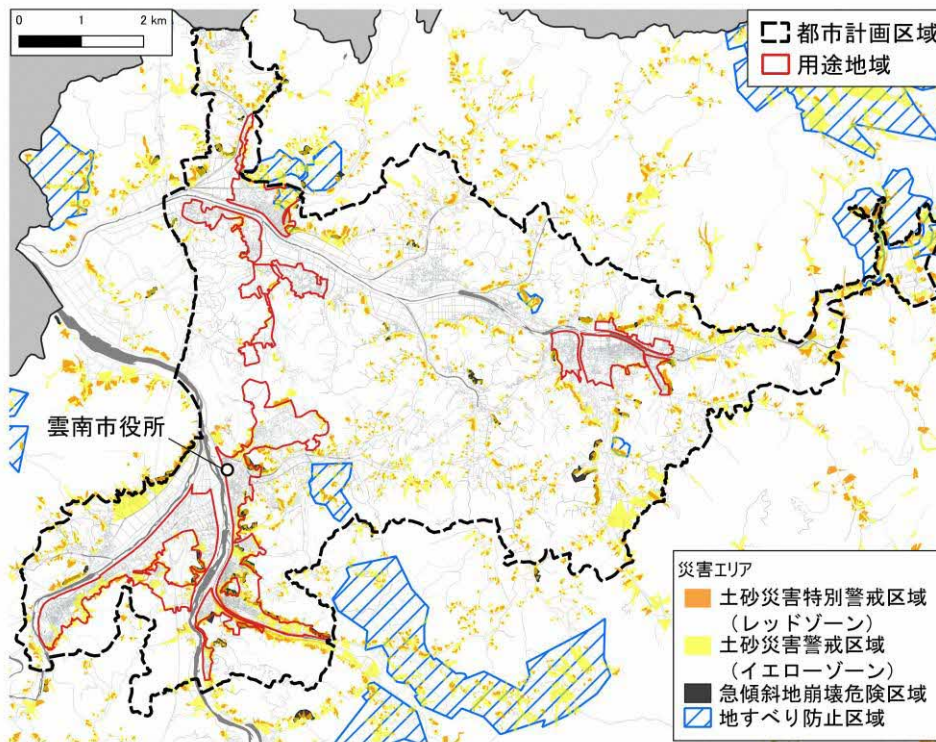 0 1 2 km
都市計画区域
用途地域
雲南市役所
災害エリア
土砂災害特別警戒区域
（レッドゾーン）
土砂災害警戒区域
（イエローゾーン）
急傾斜地崩壊危険区域
地すべり防止区域